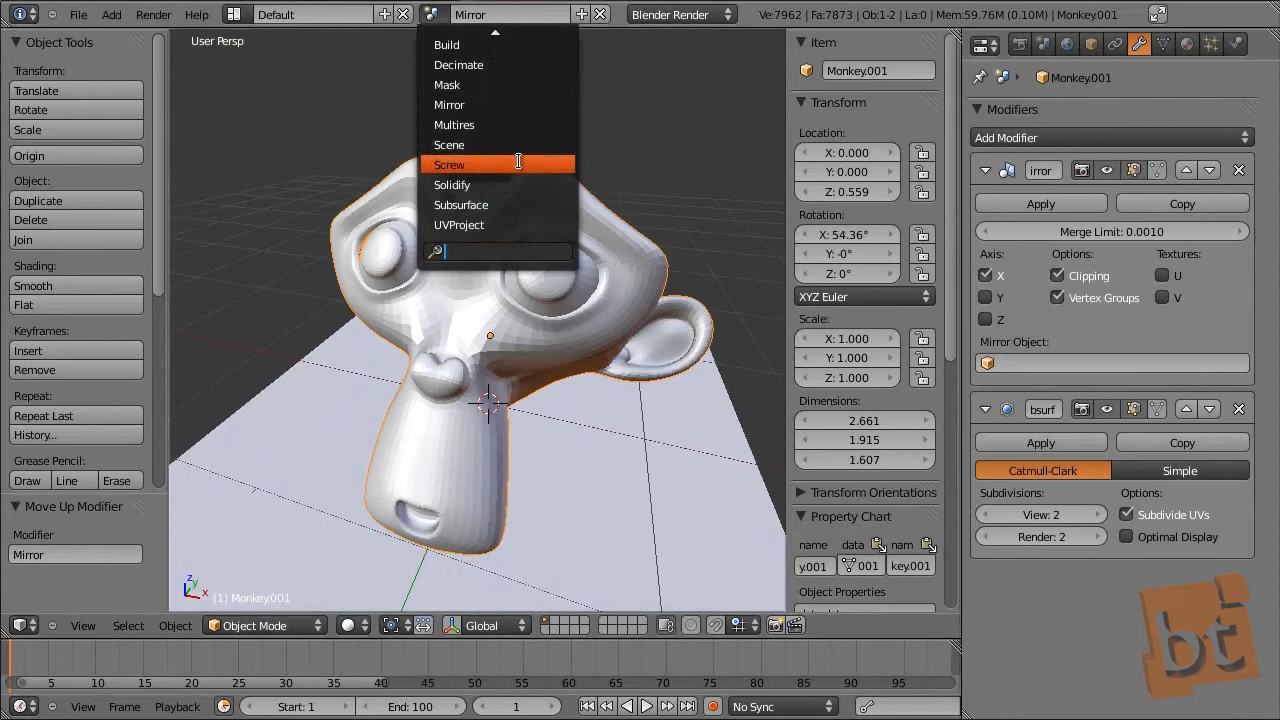 File Add Render Help Default Mirror Blender Render Ve:7962 | Fa:7873 | Ob:1-2 | La:0 | Mem:59.76M (0.10M) | Monkey.001
Object Tools
Transform:
Translate
Rotate
Scale
Origin
Object:
Duplicate
Delete
Join
Shading:
Smooth
Flat
Keyframes:
Insert
Remove
Repeat:
Repeat Last
History...
Grease Pencil:
Draw Line Erase
Move Up Modifier
Modifier
Mirror
User Persp
Build
Decimate
Mask
Mirror
Multires
Scene
Screw
Solidify
Subsurface
UVProject
z y x
(1) Monkey.001
View Select Object Object Mode Global
Item
Monkey.001
Transform
Location:
X: 0.000
Y: 0.000
Z: 0.559
Rotation:
X: 54.36°
Y: -0°
Z: 0°
XYZ Euler
Scale:
X: 1.000
Y: 1.000
Z: 1.000
Dimensions:
2.661
1.915
1.607
Transform Orientations
Property Chart
name data nam
y.001 001 key.001
Object Properties
Monkey.001
Modifiers
Add Modifier
irror
Apply Copy
Merge Limit: 0.0010
Axis: Options: Textures:
X Clipping U
Y Vertex Groups V
Z
Mirror Object:
bsurf
Apply Copy
Catmull-Clark Simple
Subdivisions: Options:
View: 2 Subdivide UVs
Render: 2 Optimal Display
bt
5 10 15 20 25 30 35 40 45 50 55 60 65 70 75 80 85 90 95
View Frame Playback Start: 1 End: 100 1 No Sync